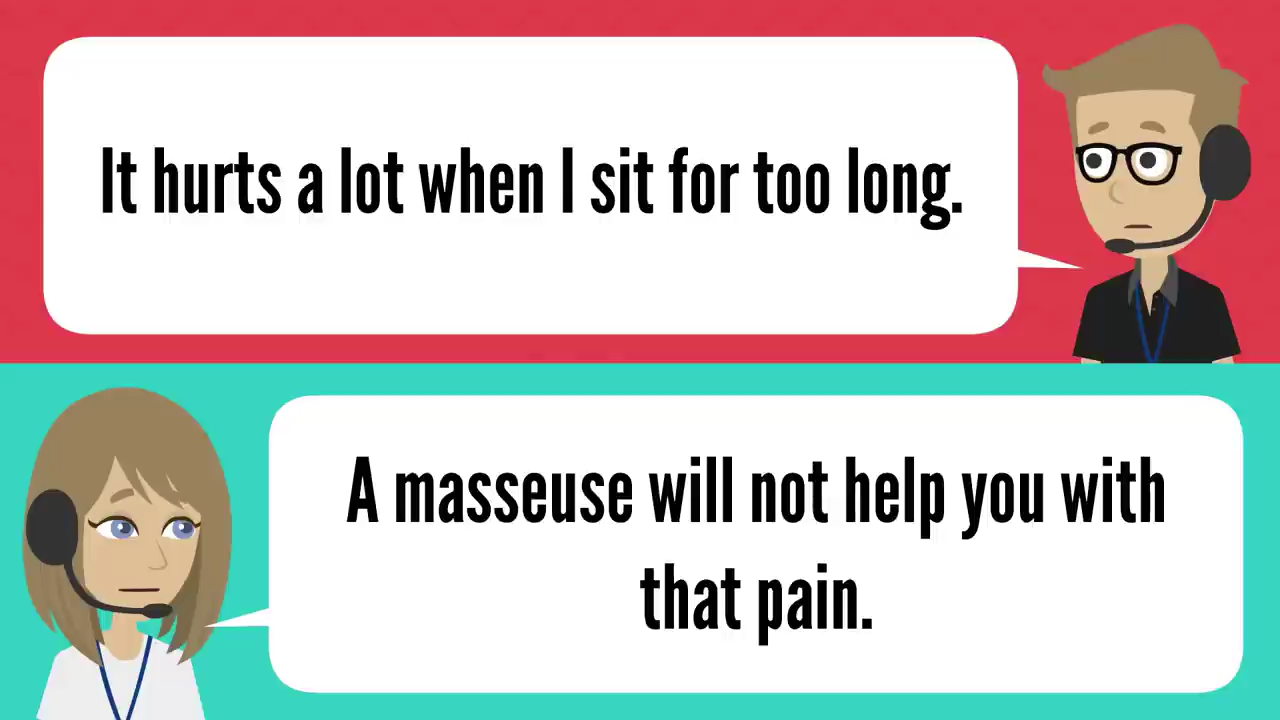 It hurts a lot when I sit for too long.
A masseuse will not help you with
that pain.